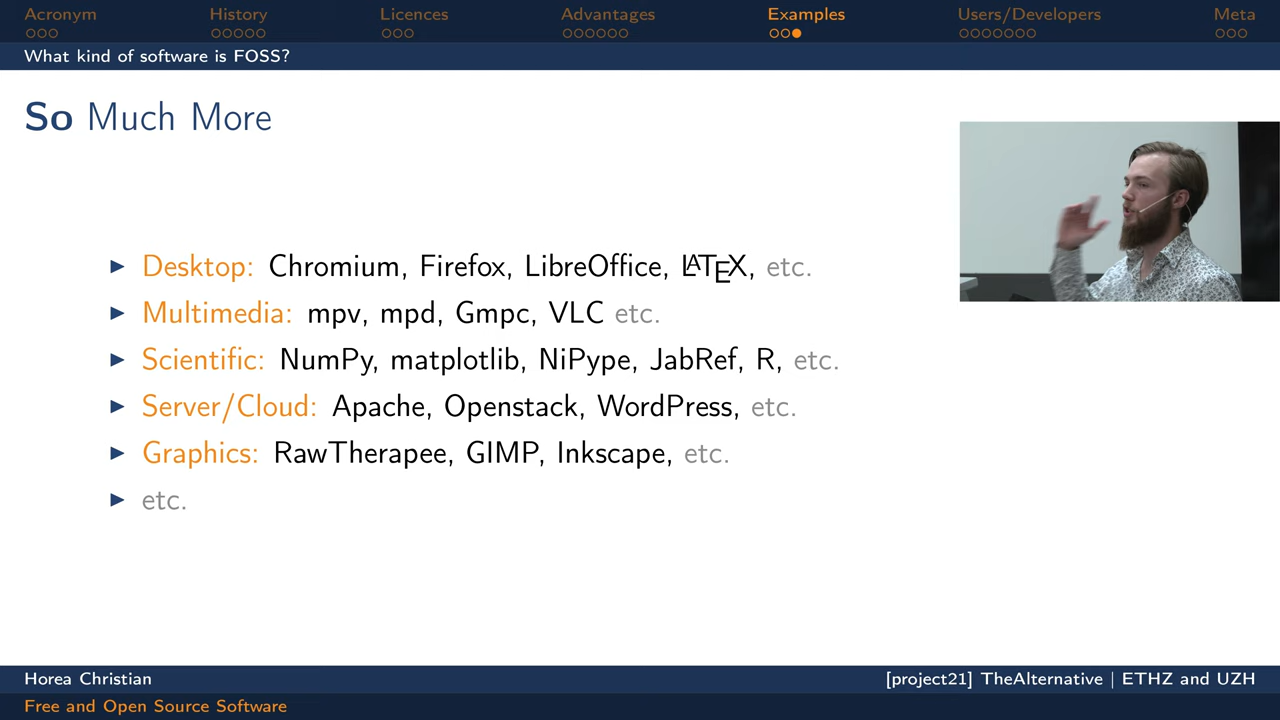 Acronym History Licences Advantages Examples Users/Developers Meta
What kind of software is FOSS?
So Much More
Desktop: Chromium, Firefox, LibreOffice, LATEX, etc.
Multimedia: mpv, mpd, Gmpc, VLC etc.
Scientific: NumPy, matplotlib, NiPype, JabRef, R, etc.
Server/Cloud: Apache, Openstack, WordPress, etc.
Graphics: RawTherapee, GIMP, Inkscape, etc.
etc.
Horea Christian [project21] TheAlternative | ETHZ and UZH
Free and Open Source Software